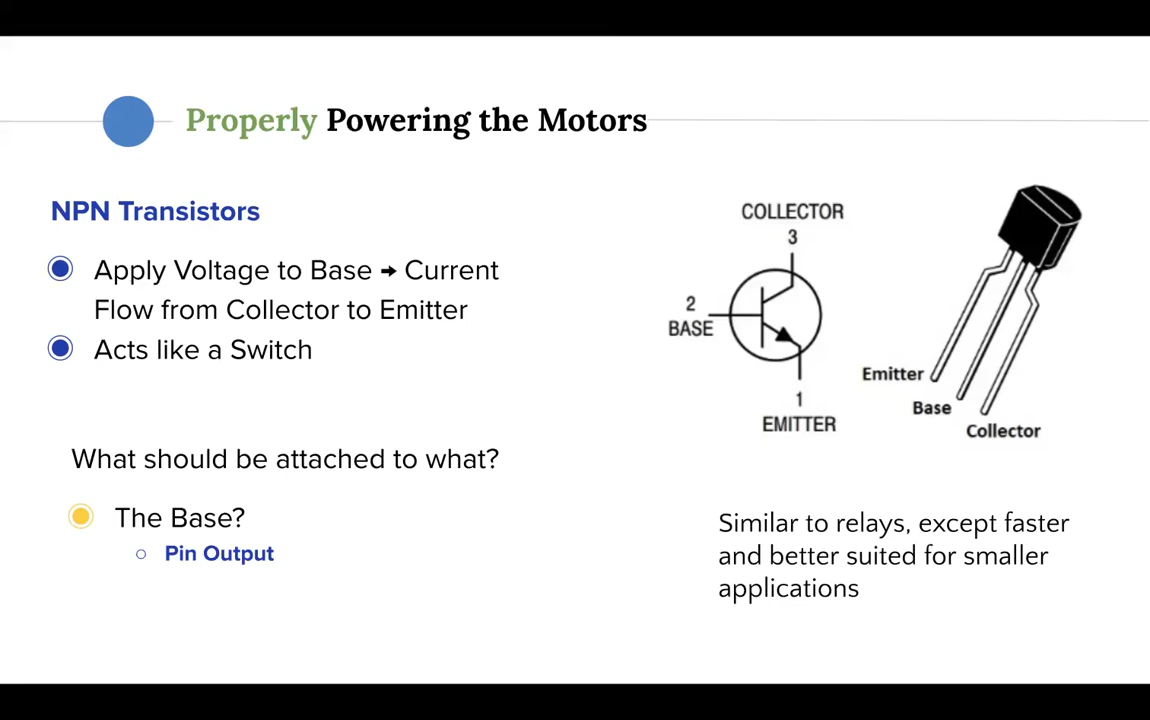 Properly Powering the Motors
NPN Transistors
Apply Voltage to Base → Current
Flow from Collector to Emitter
Acts like a Switch
What should be attached to what?
The Base?
Pin Output
COLLECTOR
3
2
BASE
1
EMITTER
Emitter
Base
Collector
Similar to relays, except faster
and better suited for smaller
applications